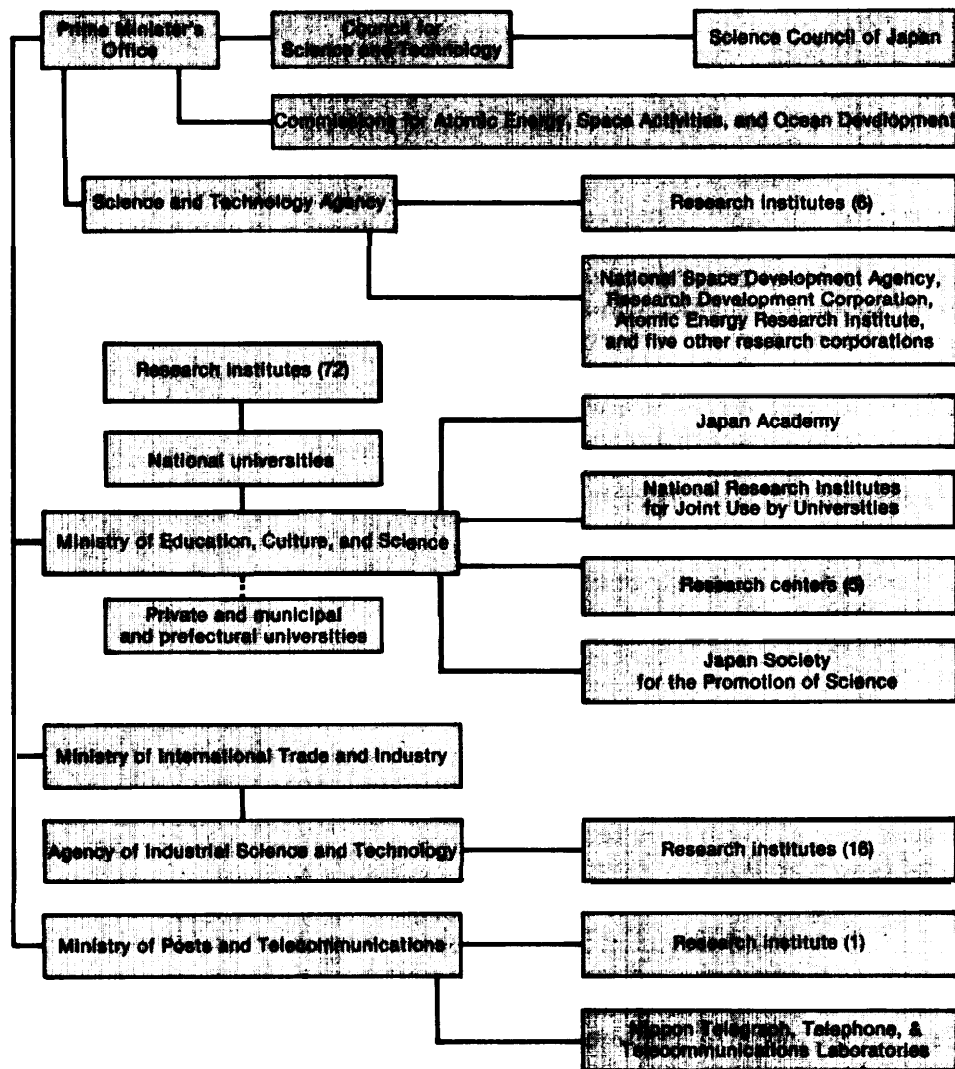 Prime Minister's
Office
Council for
Science and Technology
Science Council of Japan
Commissions for Atomic Energy, Space Activities, and Ocean Development
Science and Technology Agency
Research institutes (6)
National Space Development Agency,
Research Development Corporation,
Atomic Energy Research Institute,
and five other research corporations
Research institutes (72)
National universities
Ministry of Education, Culture, and Science
Private and municipal
and prefectural universities
Japan Academy
National Research Institutes
for Joint Use by Universities
Research centers (5)
Japan Society
for the Promotion of Science
Ministry of International Trade and Industry
Agency of Industrial Science and Technology
Research institutes (16)
Ministry of Posts and Telecommunications
Research institute (1)
Nippon Telegraph, Telephone, &
Telecommunications Laboratories